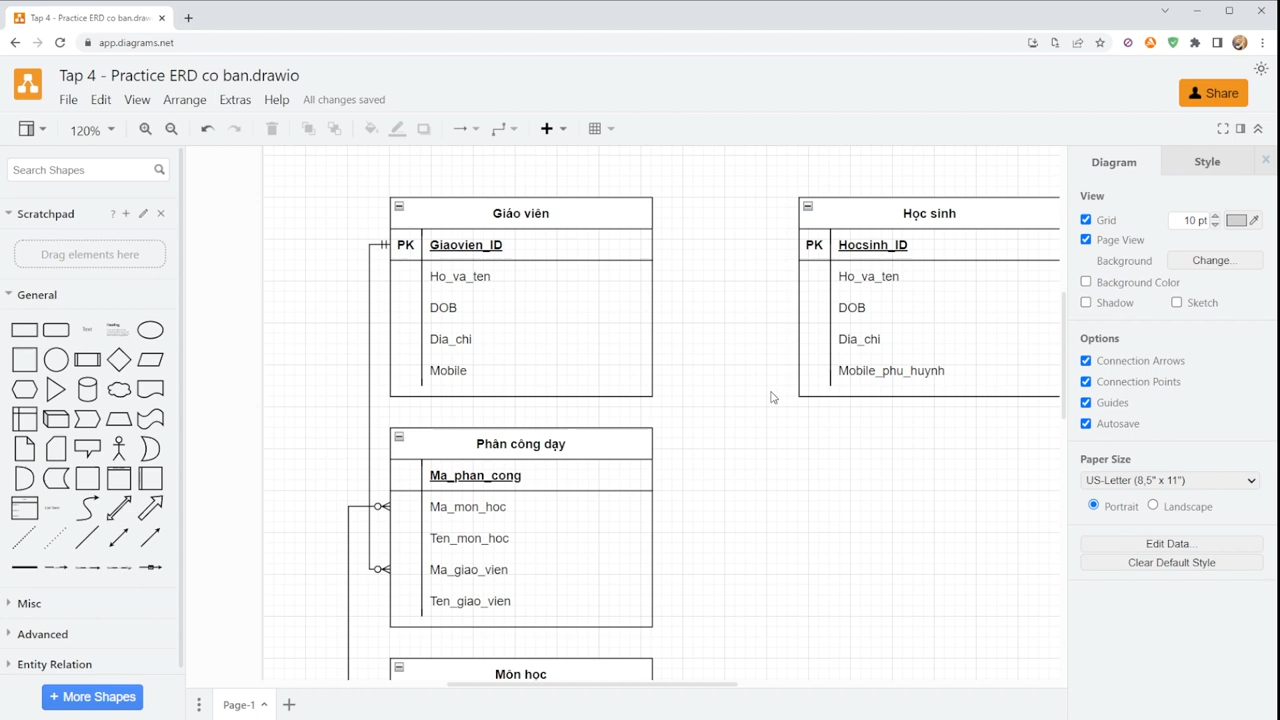 Tap 4 - Practice ERD co ban.draw
app.diagrams.net
Tap 4 - Practice ERD co ban.drawio
File Edit View Arrange Extras Help All changes saved
Share
120%
Search Shapes
Scratchpad
Drag elements here
General
Text
Heading
List Item
Misc
Advanced
Entity Relation
+ More Shapes
Giáo viên
PK Giaovien_ID
Ho_va_ten
DOB
Dia_chi
Mobile
Phân công dạy
Ma_phan_cong
Ma_mon_hoc
Ten_mon_hoc
Ma_giao_vien
Ten_giao_vien
Môn học
Học sinh
PK Hocsinh_ID
Ho_va_ten
DOB
Dia_chi
Mobile_phu_huynh
Page-1
Diagram Style
View
Grid 10 pt
Page View
Background Change...
Background Color
Shadow Sketch
Options
Connection Arrows
Connection Points
Guides
Autosave
Paper Size
US-Letter (8,5" x 11")
Portrait Landscape
Edit Data...
Clear Default Style